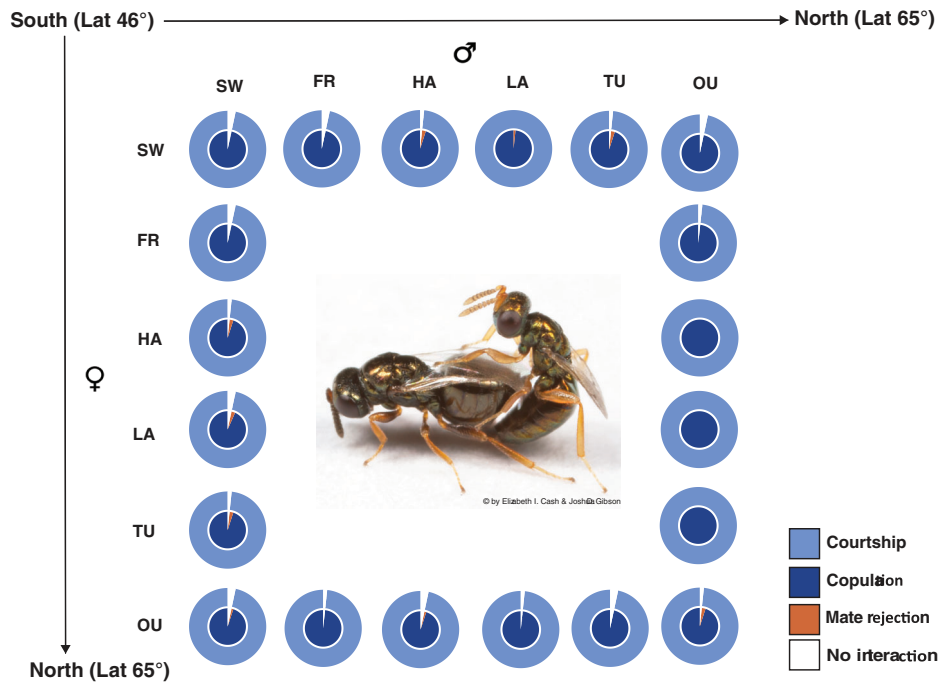 South (Lat 46°)
North (Lat 65°)
♂
SW FR HA LA TU OU
SW
FR
HA
♀
LA
© by Elizabeth I. Cash & Joshua D. Gibson
TU
Courtship
Copulation
Mate rejection
OU
No interaction
North (Lat 65°)